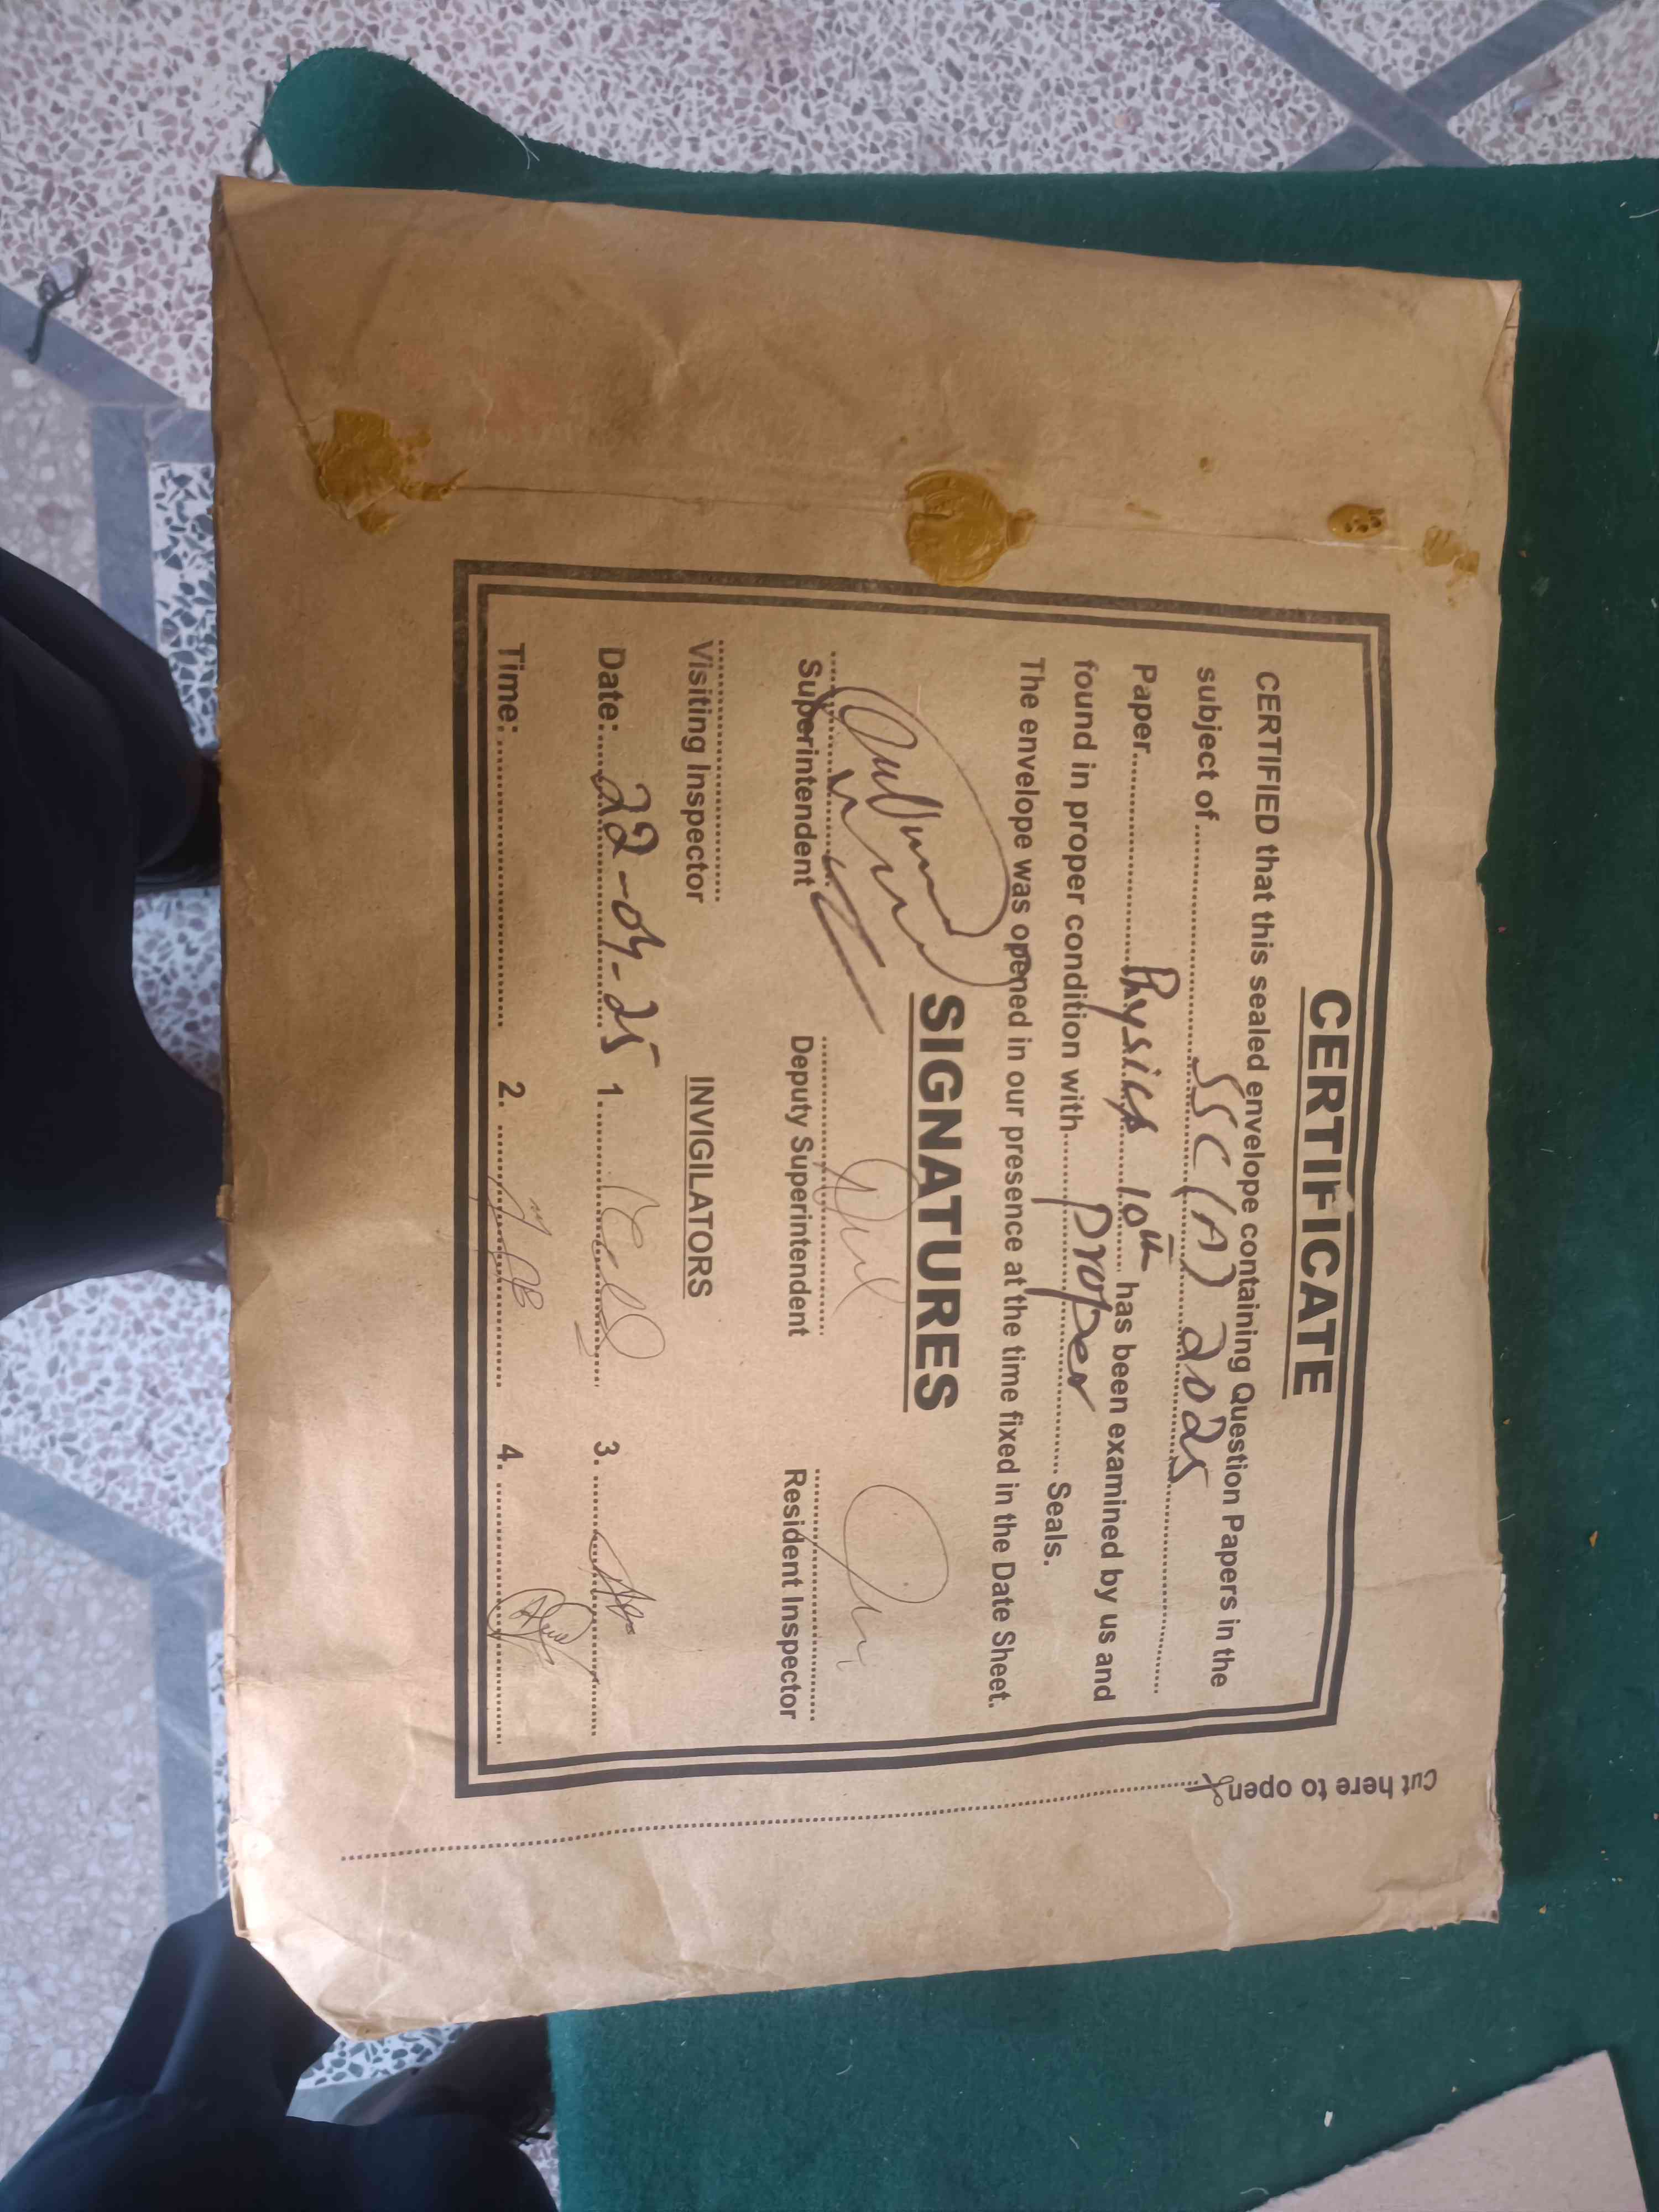 CERTIFICATE
CERTIFIED that this sealed envelope containing Question Papers in the
subject of SSC (A) 2025
Paper Physics 10th has been examined by us and
found in proper condition with proper Seals.
The envelope was opened in our presence at the time fixed in the Date Sheet.
SIGNATURES
Superintendent Deputy Superintendent Resident Inspector
Visiting Inspector INVIGILATORS
Date: 22-04-25 1. 3.
Time: 2. 4.
Cut here to open